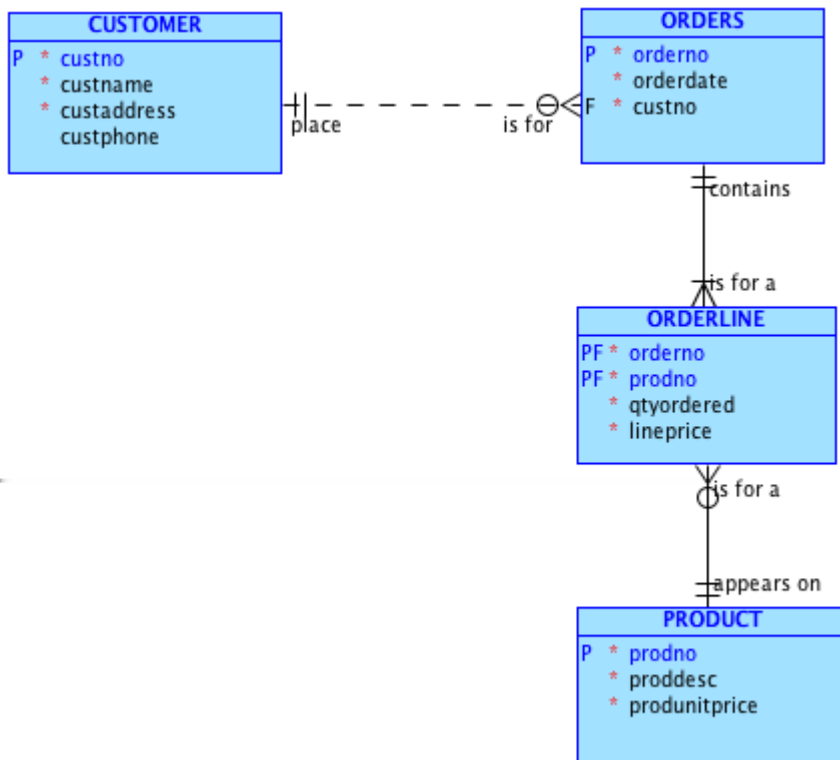 CUSTOMER
P * custno
* custname
* custaddress
custphone
place
is for
ORDERS
P * orderno
* orderdate
F * custno
contains
is for a
ORDERLINE
PF * orderno
PF * prodno
* qtyordered
* lineprice
is for a
appears on
PRODUCT
P * prodno
* proddesc
* produnitprice